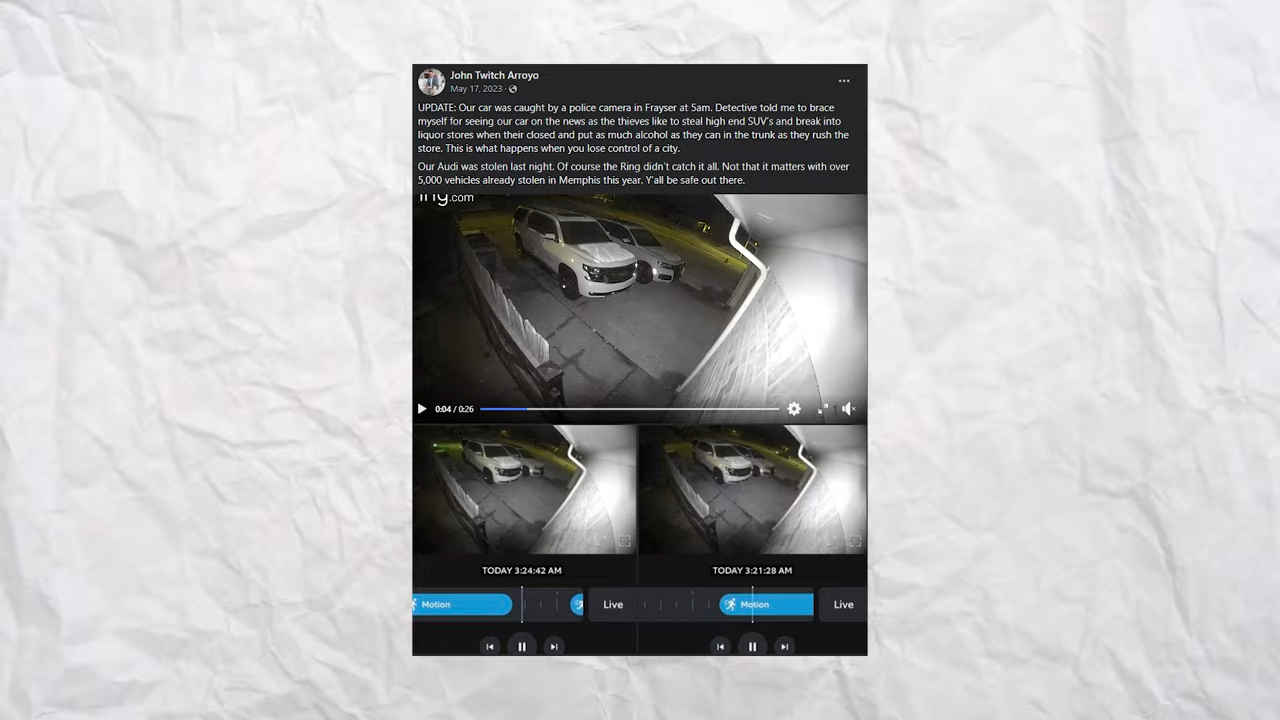 John Twitch Arroyo
May 17, 2023 ·
UPDATE: Our car was caught by a police camera in Frayser at 5am. Detective told me to brace
myself for seeing our car on the news as the thieves like to steal high end SUV's and break into
liquor stores when their closed and put as much alcohol as they can in the trunk as they rush the
store. This is what happens when you lose control of a city.
Our Audi was stolen last night. Of course the Ring didn't catch it all. Not that it matters with over
5,000 vehicles already stolen in Memphis this year. Y'all be safe out there.
ring.com
0:04 / 0:26
TODAY 3:24:42 AM
TODAY 3:21:28 AM
Motion
Live
Motion
Live